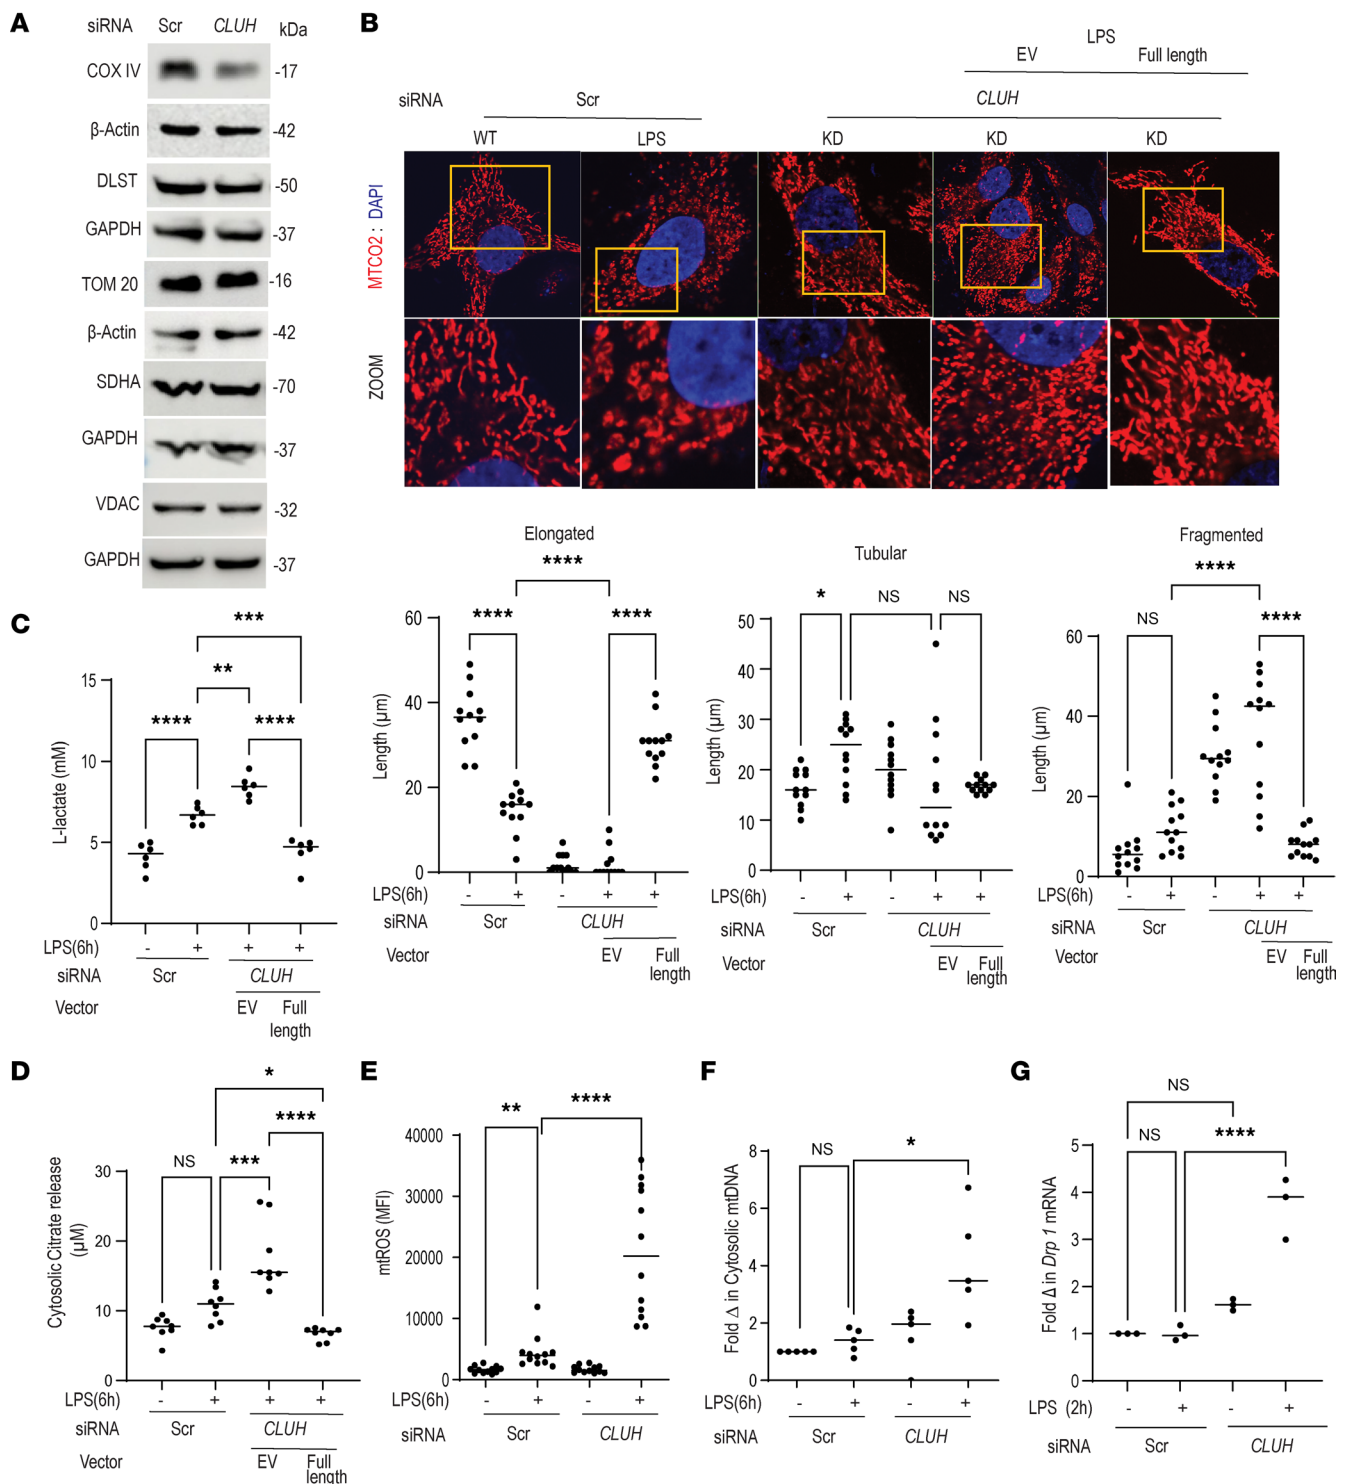 A
siRNA Scr CLUH kDa
COX IV -17
β-Actin -42
DLST -50
GAPDH -37
TOM 20 -16
β-Actin -42
SDHA -70
GAPDH -37
VDAC -32
GAPDH -37
B
LPS
EV Full length
siRNA Scr CLUH
WT LPS KD KD KD
MTCO2 : DAPI
ZOOM
Elongated
****
**** ****
Length (µm)
60
40
20
0
LPS(6h) - + - + +
siRNA Scr CLUH
Vector EV Full
length
Tubular
* NS NS
Length (µm)
50
40
30
20
10
0
LPS(6h) - + - + +
siRNA Scr CLUH
Vector EV Full
length
Fragmented
****
NS ****
Length (µm)
60
40
20
0
LPS(6h) - + - + +
siRNA Scr CLUH
Vector EV Full
length
C
***
**
**** ****
L-lactate (mM)
15
10
5
0
LPS(6h) - + + +
siRNA Scr CLUH
Vector EV Full
length
D
*
****
NS ***
Cytosolic Citrate release
(µM)
30
20
10
0
LPS(6h) - + + +
siRNA Scr CLUH
Vector EV Full
length
E
** ****
mtROS (MFI)
40000
30000
20000
10000
0
LPS(6h) - + - +
siRNA Scr CLUH
F
NS *
Fold Δ in Cytosolic mtDNA
8
6
4
2
0
LPS(6h) - + - +
siRNA Scr CLUH
G
NS
NS ****
Fold Δ in Drp 1 mRNA
5
4
3
2
1
0
LPS (2h) - + - +
siRNA Scr CLUH